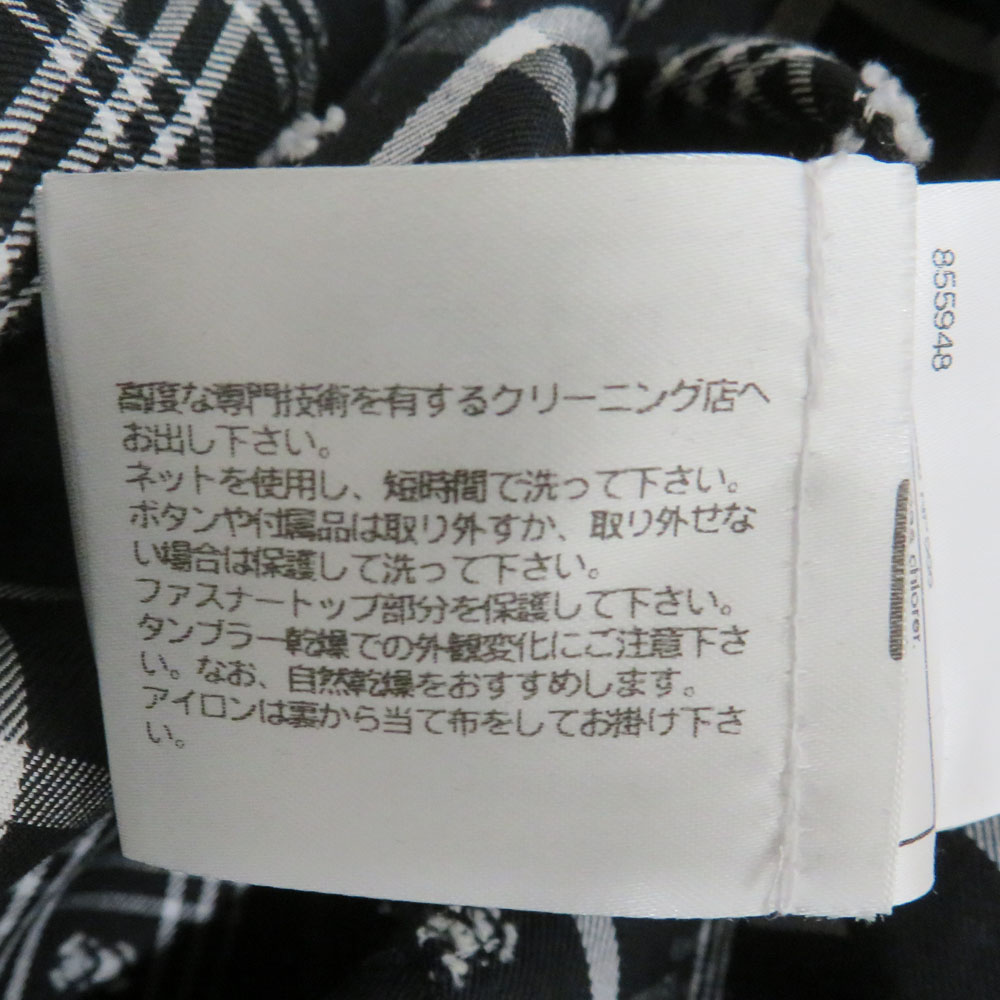 高度な専門技術を有するクリーニング店へ
お出し下さい。
ネットを使用し、短時間で洗って下さい。
ボタンや付属品は取り外すか、取り外せな
い場合は保護して洗って下さい。
ファスナートップ部分を保護して下さい。
タンブラー乾燥での外観変化にご注意下さ
い。なお、自然乾燥をおすすめします。
アイロンは裏から当て布をしてお掛け下さ
い。
855948
chlorer.